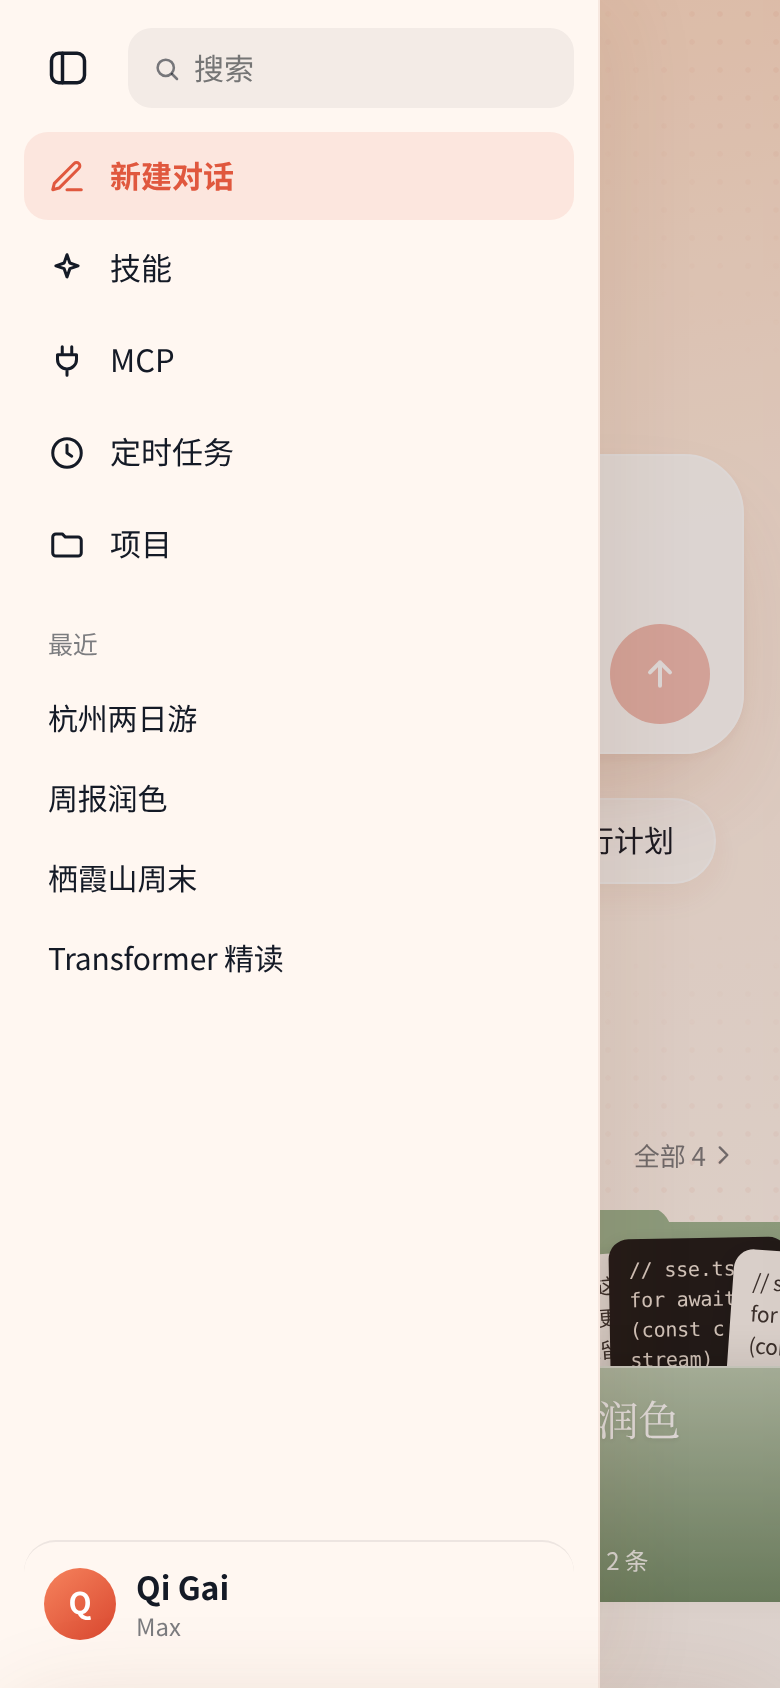 搜索
新建对话
技能
MCP
定时任务
项目
最近
杭州两日游
周报润色
栖霞山周末
Transformer 精读
Q
Qi Gai
Max
计划
全部 4
// sse.ts
for await
(const c
stream)
// s
for
(co
润色
2 条